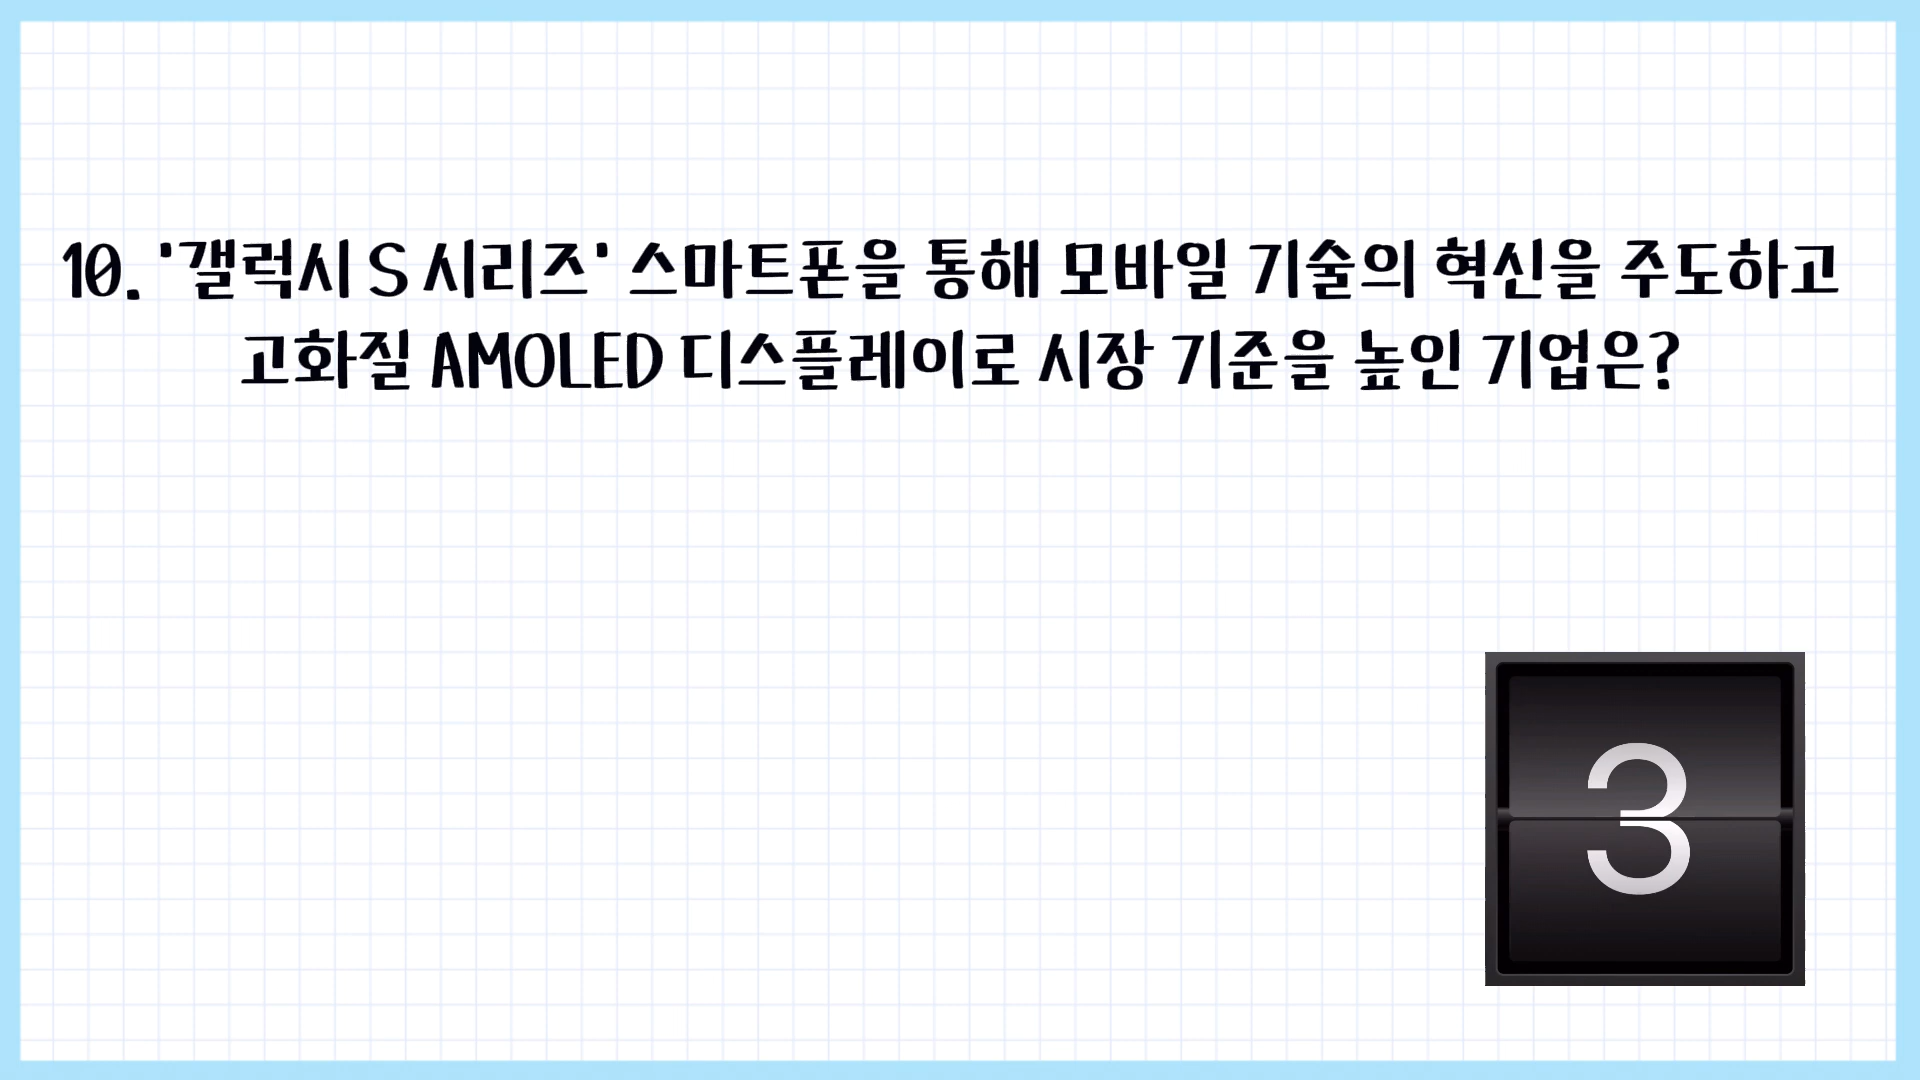 10. '갤럭시 S 시리즈' 스마트폰을 통해 모바일 기술의 혁신을 주도하고
고화질 AMOLED 디스플레이로 시장 기준을 높인 기업은?
3